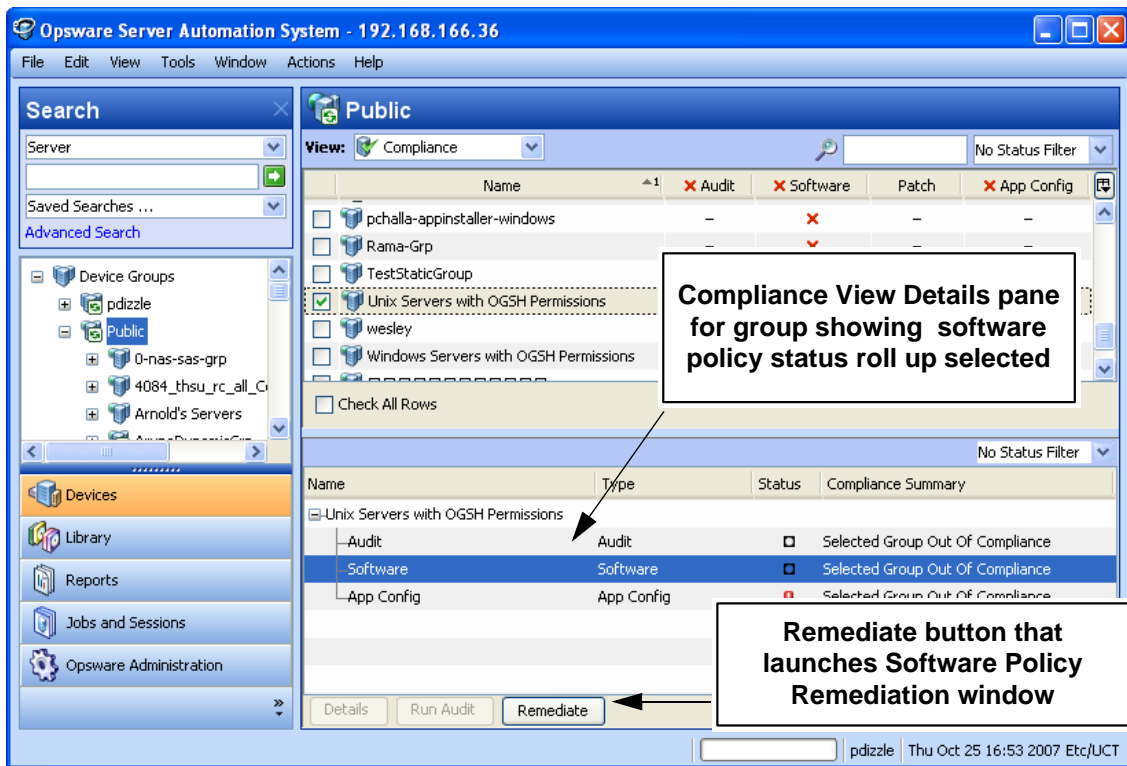 Opsware Server Automation System - 192.168.166.36
File Edit View Tools Window Actions Help
Search
Server
Saved Searches ...
Advanced Search
Device Groups
pdizzle
Public
0-nas-sas-grp
4084_thsu_rc_all_C
Arnold's Servers
Devices
Library
Reports
Jobs and Sessions
Opsware Administration
Public
View: Compliance
No Status Filter
Name 1 Audit Software Patch App Config
pchalla-appinstaller-windows – – –
Rama-Grp – – –
TestStaticGroup
Unix Servers with OGSH Permissions
wesley
Windows Servers with OGSH Permissions
Check All Rows
Compliance View Details pane
for group showing software
policy status roll up selected
No Status Filter
Name Type Status Compliance Summary
Unix Servers with OGSH Permissions
Audit Audit Selected Group Out Of Compliance
Software Software Selected Group Out Of Compliance
App Config App Config Selected Group Out Of Compliance
Remediate button that
launches Software Policy
Remediation window
Details Run Audit Remediate
pdizzle Thu Oct 25 16:53 2007 Etc/UCT